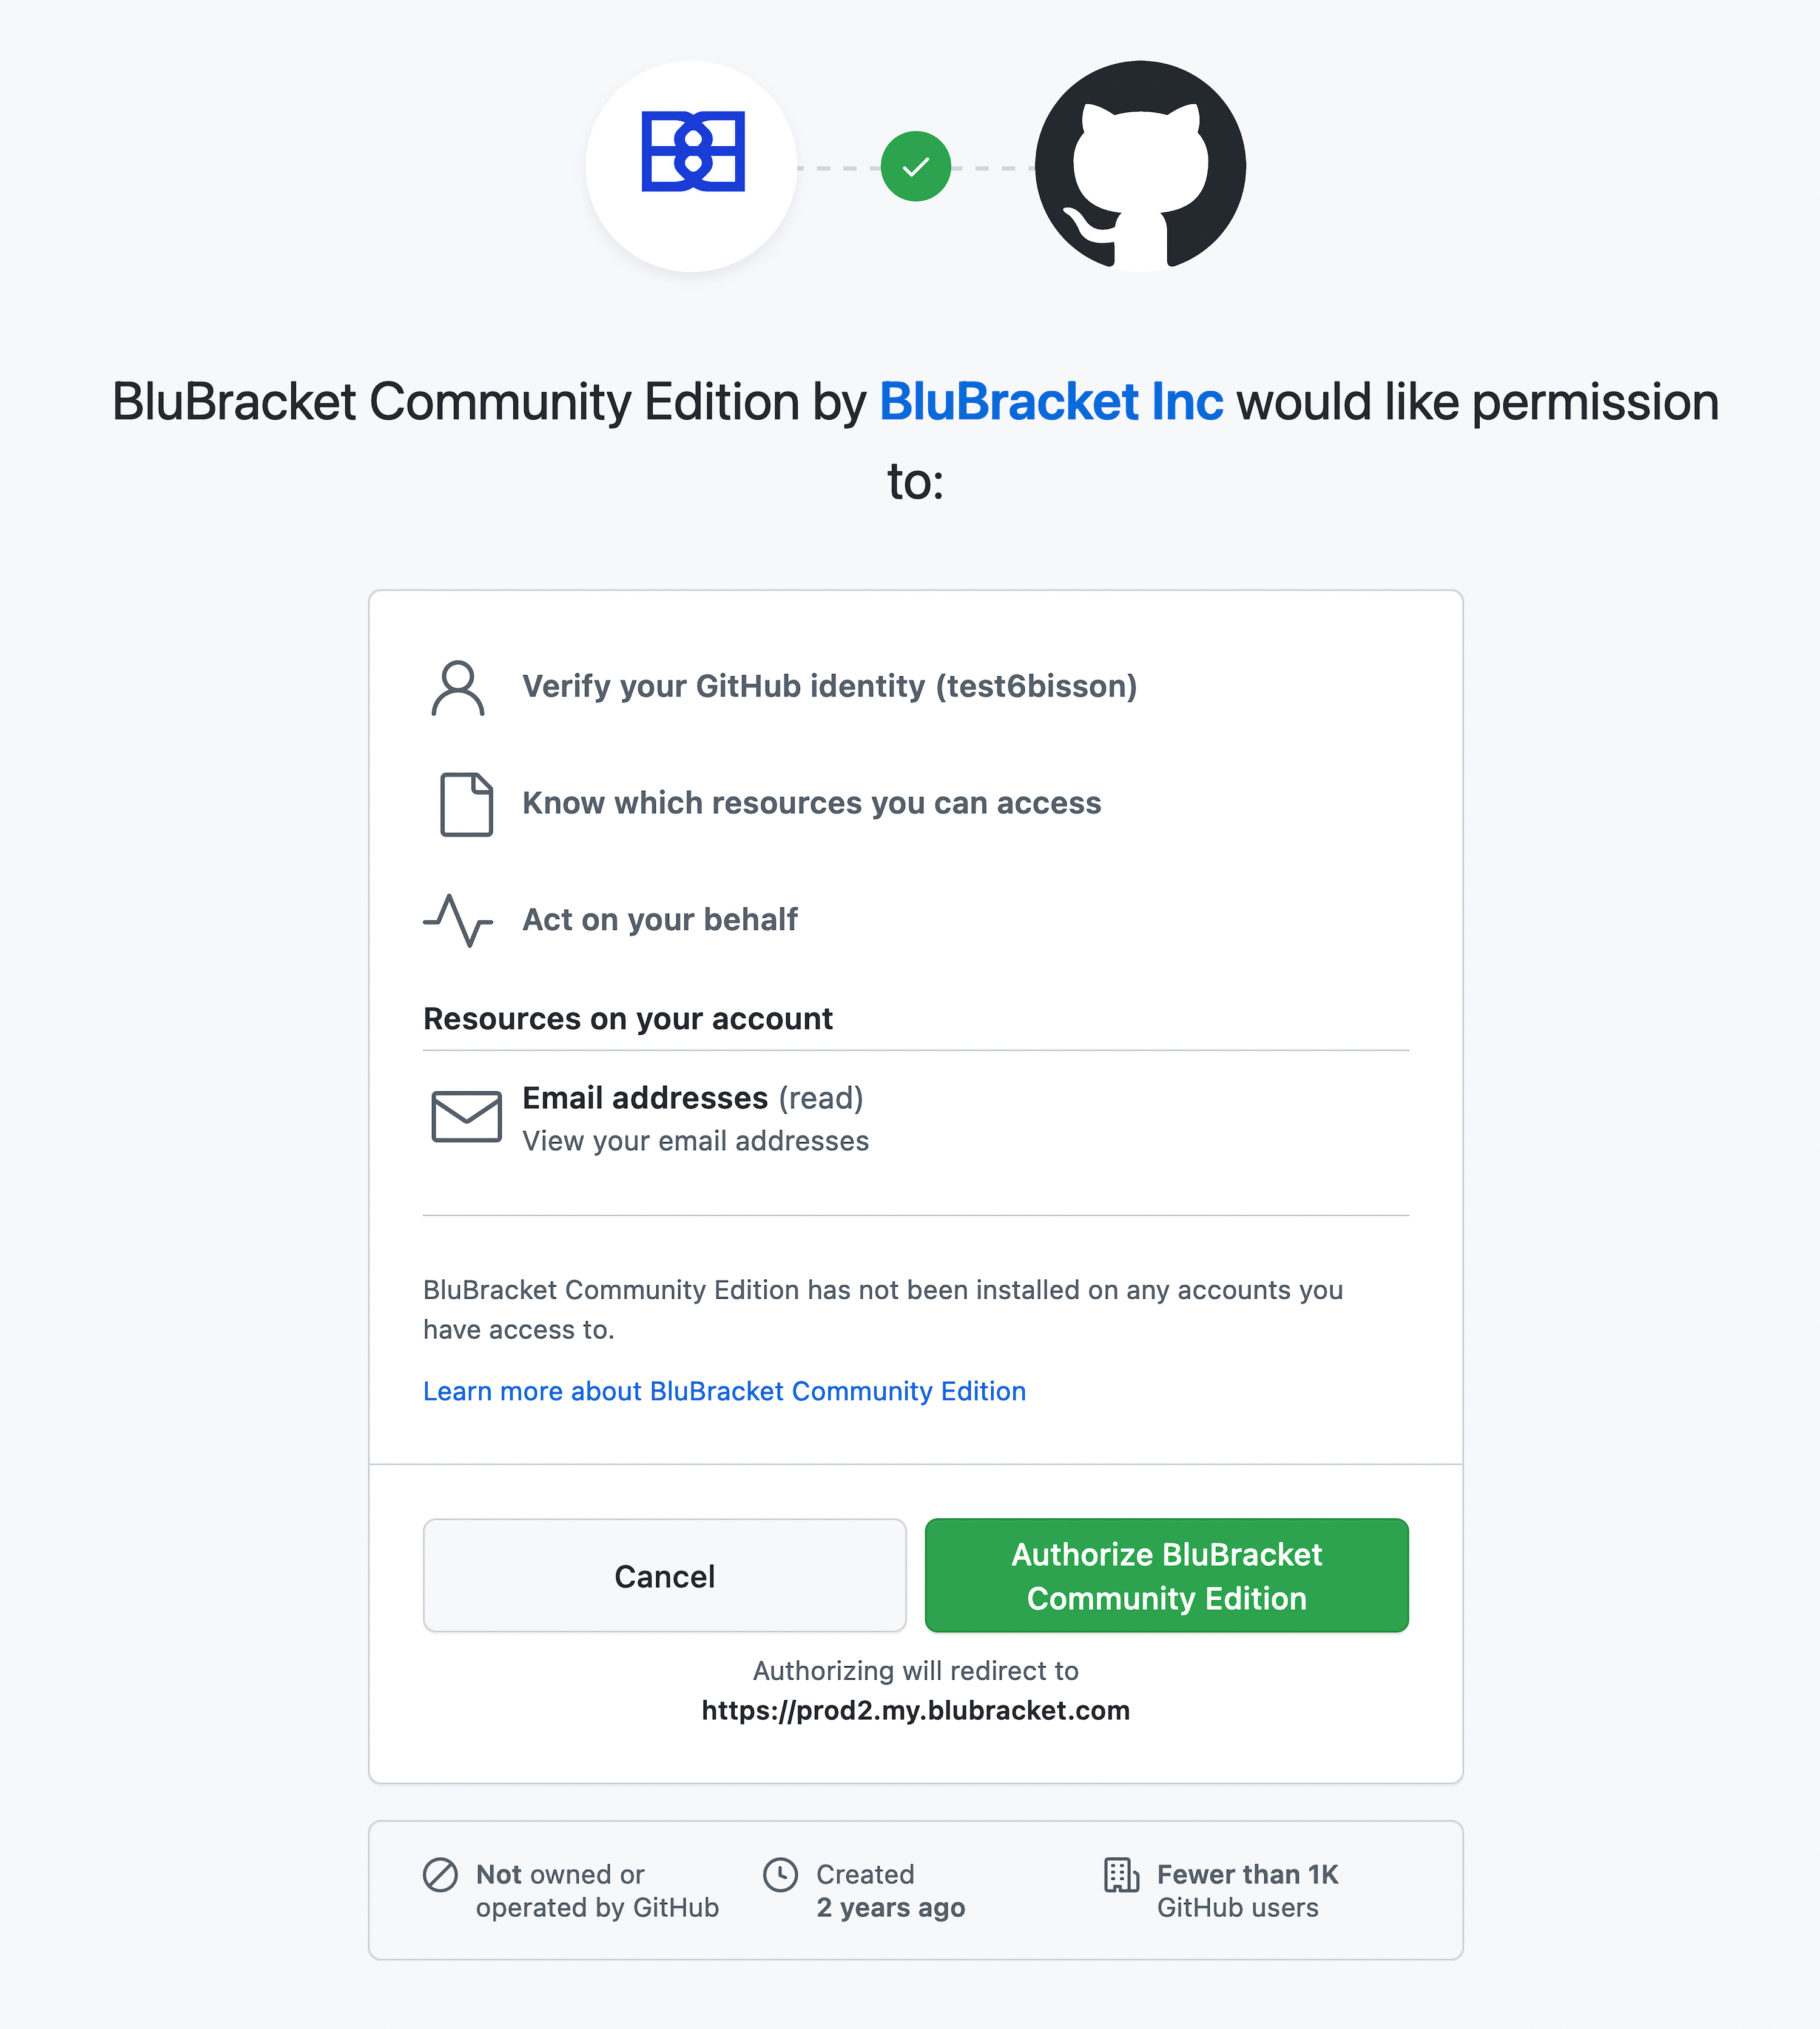 BluBracket Community Edition by BluBracket Inc would like permission
to:
Verify your GitHub identity (test6bisson)
Know which resources you can access
Act on your behalf
Resources on your account
Email addresses (read)
View your email addresses
BluBracket Community Edition has not been installed on any accounts you
have access to.
Learn more about BluBracket Community Edition
Cancel
Authorize BluBracket
Community Edition
Authorizing will redirect to
https://prod2.my.blubracket.com
Not owned or
operated by GitHub
Created
2 years ago
Fewer than 1K
GitHub users